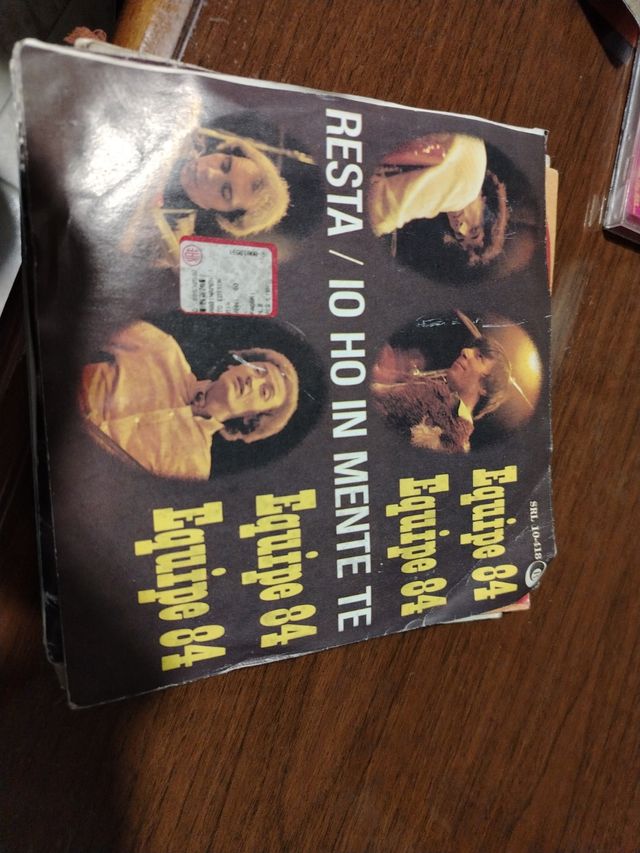 SRL 10-418
Equipe 84
Equipe 84
RESTA / IO HO IN MENTE TE
Equipe 84
Equipe 84